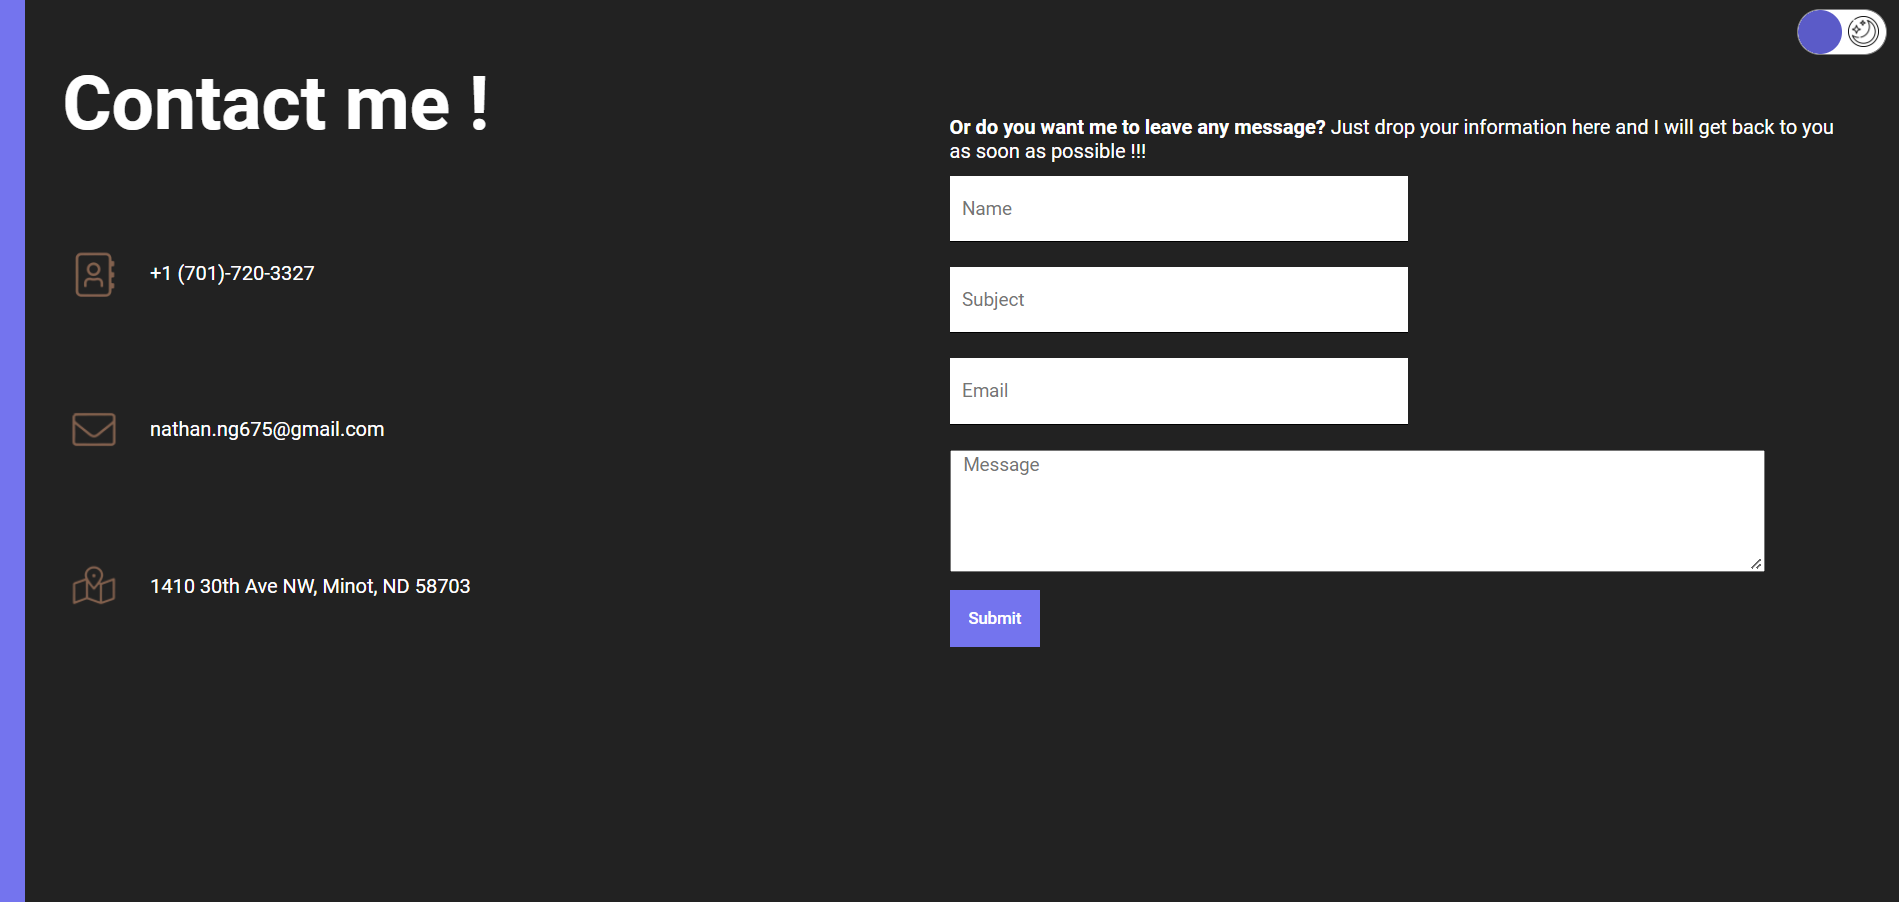 Contact me !
+1 (701)-720-3327
nathan.ng675@gmail.com
1410 30th Ave NW, Minot, ND 58703
Or do you want me to leave any message? Just drop your information here and I will get back to you
as soon as possible !!!
Name
Subject
Email
Message
Submit